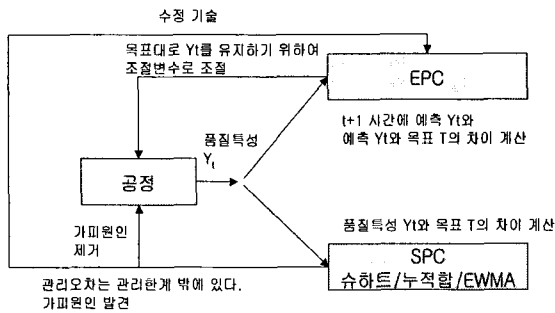 수정 기술
목표대로 Yt를 유지하기 위하여
조절변수로 조절
EPC
t+1 시간에 예측 Yt와
예측 Yt와 목표 T의 차이 계산
품질특성
Yt
공정
가피원인
제거
품질특성 Yt와 목표 T의 차이 계산
SPC
슈하트/누적합/EWMA
관리오차는 관리한계 밖에 있다.
가피원인 발견